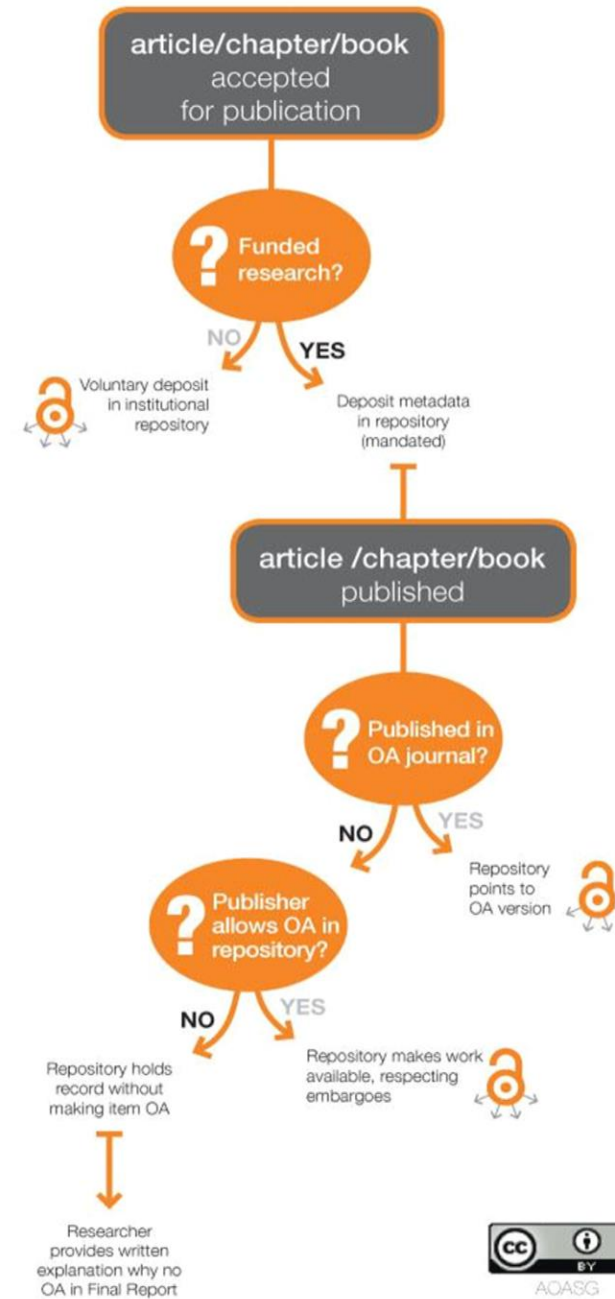 article/chapter/book
accepted
for publication
?
Funded
research?
NO
YES
Voluntary deposit
in institutional
repository
Deposit metadata
in repository
(mandated)
article /chapter/book
published
?
Published in
OA journal?
NO
YES
Repository
points to
OA version
?
Publisher
allows OA in
repository?
NO
YES
Repository holds
record without
making item OA
Repository makes work
available, respecting
embargoes
Researcher
provides written
explanation why no
OA in Final Report
cc
BY
AOASG